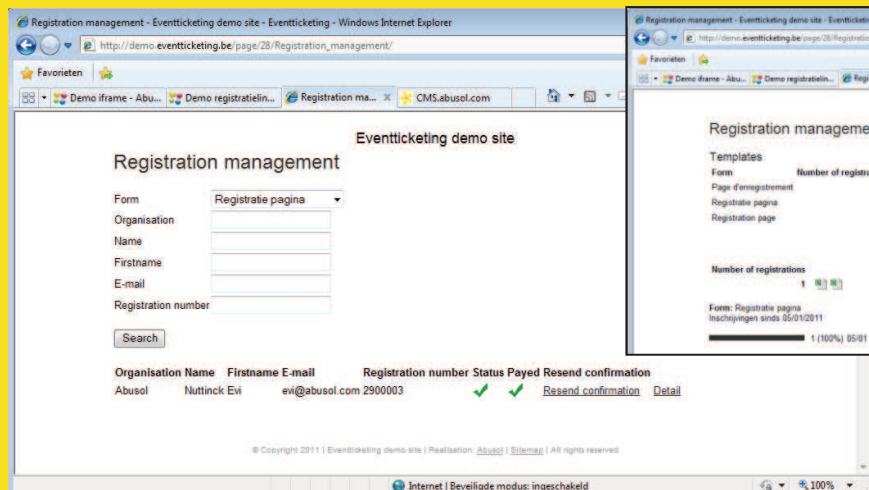 Registration management - Eventticketing demo site - Eventticketing - Windows Internet Explorer
http://demo.eventticketing.be/page/28/Registration_management/
Favorieten
Demo iframe - Abu... Demo registratielin... Registration ma... X CMS.abusol.com
Eventticketing demo site
Registration management
Form Registratie pagina
Organisation
Name
Firstname
E-mail
Registration number
Search
Organisation Name Firstname E-mail Registration number Status Payed Resend confirmation
Abusol Nuttinck Evi evi@abusol.com 2900003 Resend confirmation Detail
© Copyright 2011 | Eventticketing demo site | Realisation: Abusol | Sitemap | All rights reserved
Internet | Beveiligde modus: ingeschakeld 100%
Registration management - Eventticketing demo site - Eventticketin
http://demo.eventticketing.be/page/28/Registration
Favorieten
Demo iframe - Abu... Demo registratielin... Regi
Registration manageme
Templates
Form Number of registra
Page d'enregistrement
Registratie pagina
Registration page
Number of registrations
1
Form: Registratie pagina
Inschrijvingen sinds 05/01/2011
1 (100%) 05/01